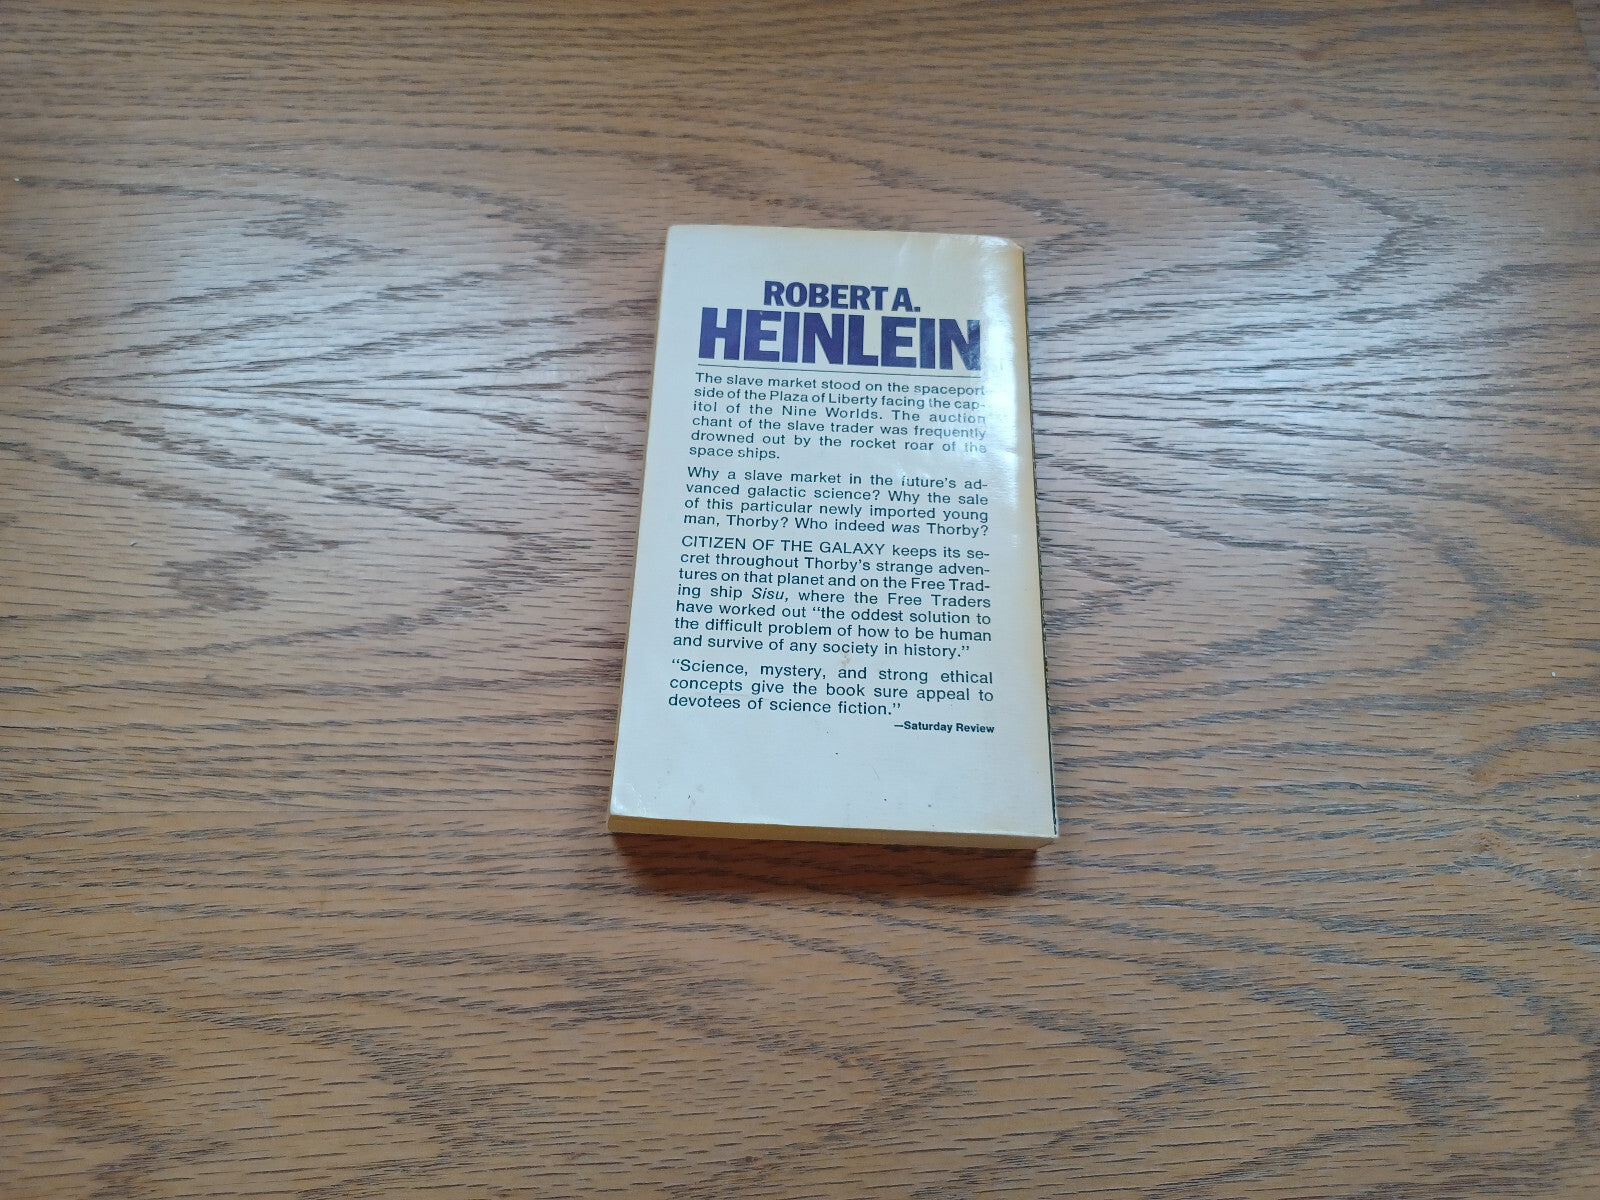 ROBERT A.
HEINLEIN
The slave market stood on the spaceport
side of the Plaza of Liberty facing the cap-
itol of the Nine Worlds. The auction
chant of the slave trader was frequently
drowned out by the rocket roar of the
space ships.
Why a slave market in the future's ad-
vanced galactic science? Why the sale
of this particular newly imported young
man, Thorby? Who indeed was Thorby?
CITIZEN OF THE GALAXY keeps its se-
cret throughout Thorby's strange adven-
tures on that planet and on the Free Trad-
ing ship Sisu, where the Free Traders
have worked out "the oddest solution to
the difficult problem of how to be human
and survive of any society in history."
"Science, mystery, and strong ethical
concepts give the book sure appeal to
devotees of science fiction."
—Saturday Review